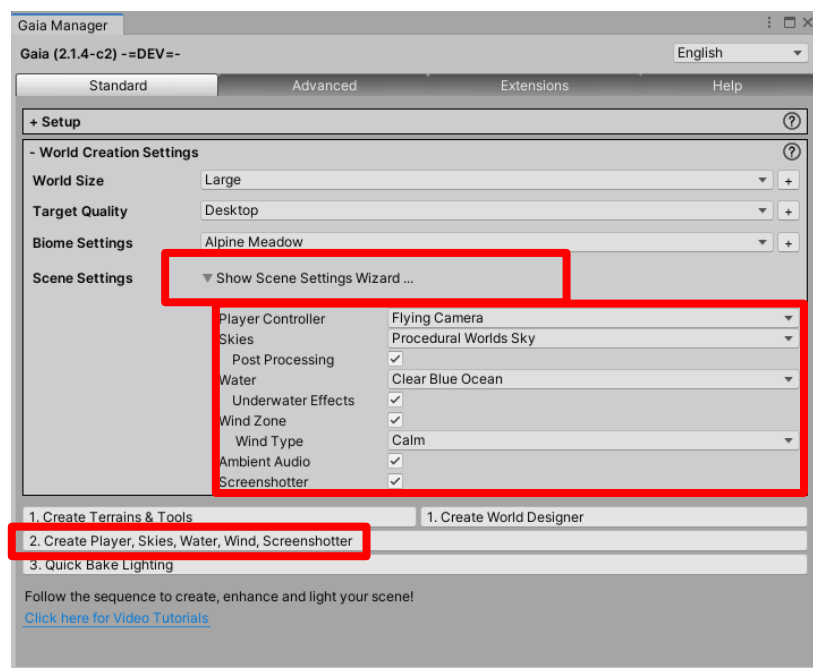 Gaia Manager
Gaia (2.1.4-c2) -=DEV=- English
Standard Advanced Extensions Help
+ Setup ?
- World Creation Settings ?
World Size Large +
Target Quality Desktop +
Biome Settings Alpine Meadow +
Scene Settings Show Scene Settings Wizard ...
Player Controller Flying Camera
Skies Procedural Worlds Sky
Post Processing
Water Clear Blue Ocean
Underwater Effects
Wind Zone
Wind Type Calm
Ambient Audio
Screenshotter
1. Create Terrains & Tools 1. Create World Designer
2. Create Player, Skies, Water, Wind, Screenshotter
3. Quick Bake Lighting
Follow the sequence to create, enhance and light your scene!
Click here for Video Tutorials